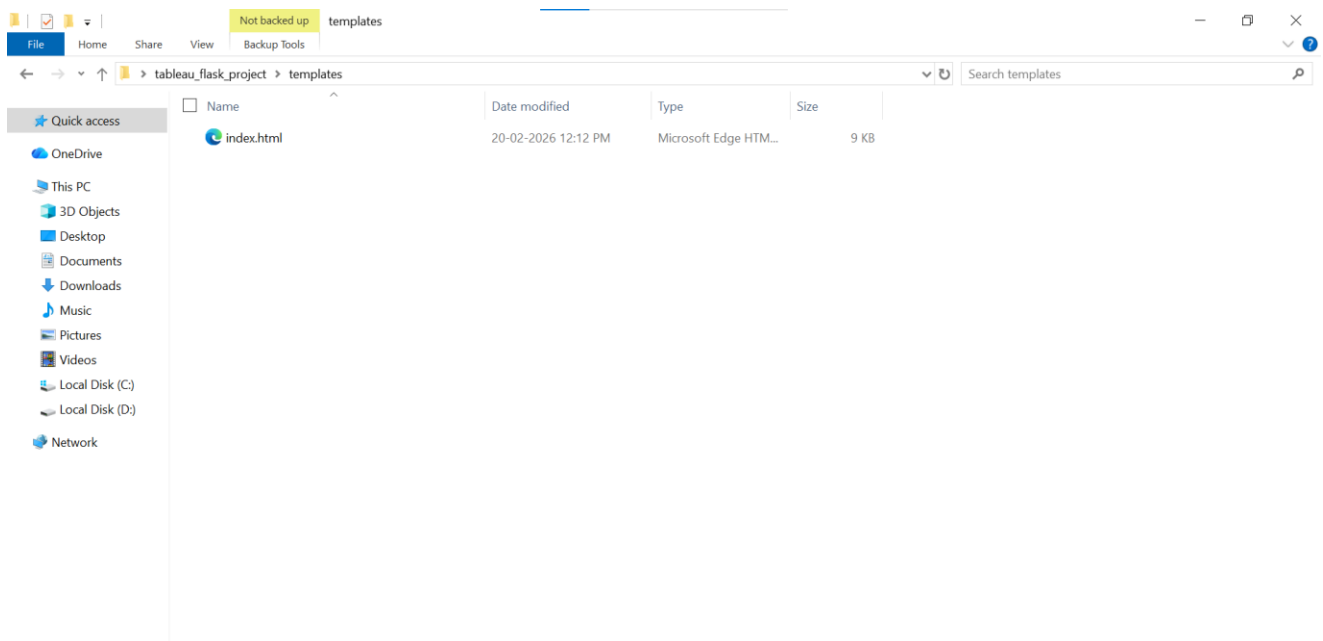 Not backed up templates
File Home Share View Backup Tools
tableau_flask_project templates Search templates
Name Date modified Type Size
index.html 20-02-2026 12:12 PM Microsoft Edge HTM... 9 KB
Quick access
OneDrive
This PC
3D Objects
Desktop
Documents
Downloads
Music
Pictures
Videos
Local Disk (C:)
Local Disk (D:)
Network